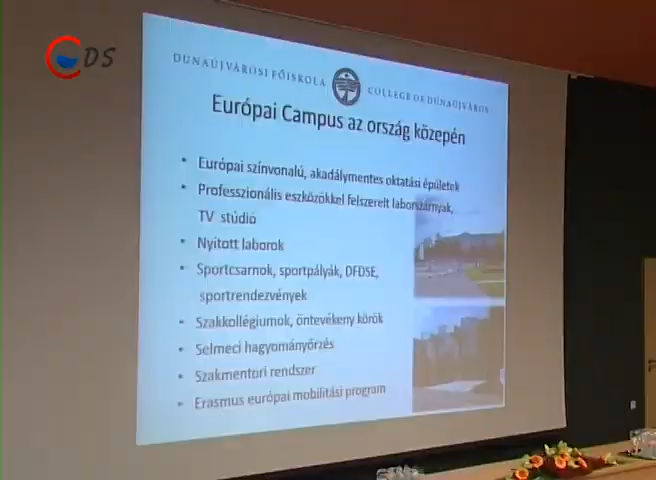 DS
DUNAÚJVÁROSI FŐISKOLA COLLEGE OF DUNAÚJVÁROS
Európai Campus az ország közepén
• Európai színvonalú, akadálymentes oktatási épületek
• Professzionális eszközökkel felszerelt laborszárnyak,
TV stúdió
• Nyitott laborok
• Sportcsarnok, sportpályák, DFDSE,
sportrendezvények
• Szakkollégiumok, öntevékeny körök
• Selmeci hagyományőrzés
• Szakmentori rendszer
• Erasmus európai mobilitási program